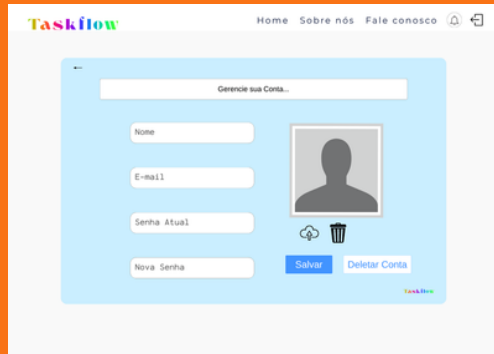 Taskflow
Home Sobre nós Fale conosco
Gerencie sua Conta...
Nome
E-mail
Senha Atual
Nova Senha
Salvar Deletar Conta
Taskflow